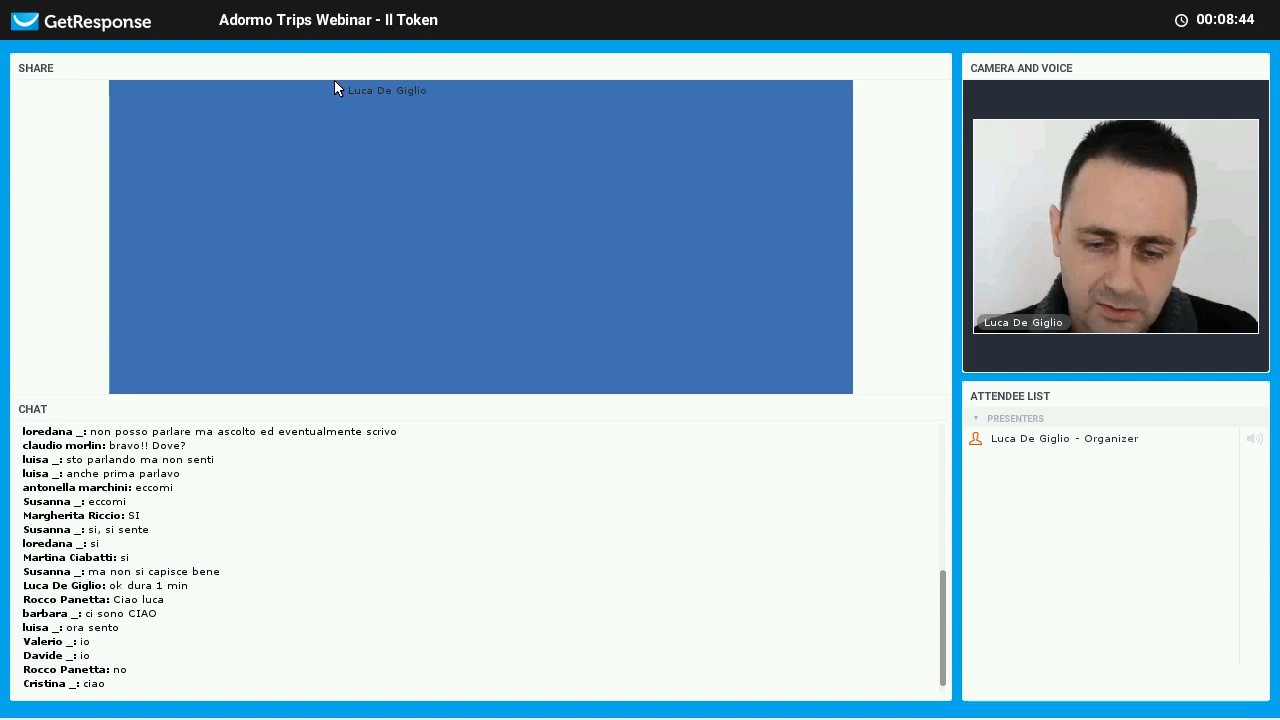 GetResponse
Adormo Trips Webinar - Il Token
00:08:44
SHARE
Luca De Giglio
CHAT
loredana _: non posso parlare ma ascolto ed eventualmente scrivo
claudio morlin: bravo!! Dove?
luisa _: sto parlando ma non senti
luisa _: anche prima parlavo
antonella marchini: eccomi
Susanna _: eccomi
Margherita Riccio: SI
Susanna _: si, si sente
loredana _: si
Martina Ciabatti: si
Susanna _: ma non si capisce bene
Luca De Giglio: ok dura 1 min
Rocco Panetta: Ciao luca
barbara _: ci sono CIAO
luisa _: ora sento
Valerio _: io
Davide _: io
Rocco Panetta: no
Cristina _: ciao
CAMERA AND VOICE
Luca De Giglio
ATTENDEE LIST
PRESENTERS
Luca De Giglio - Organizer